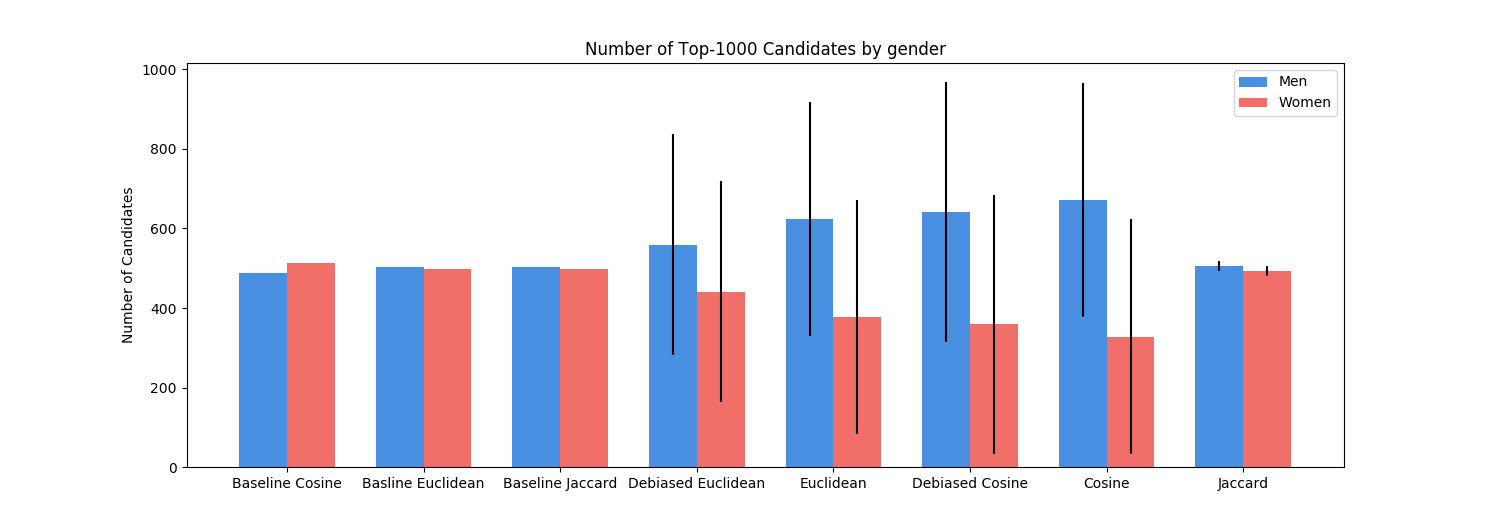 Number of Top-1000 Candidates by gender
Number of Candidates
1000
800
600
400
200
0
Men
Women
Baseline Cosine
Basline Euclidean
Baseline Jaccard
Debiased Euclidean
Euclidean
Debiased Cosine
Cosine
Jaccard